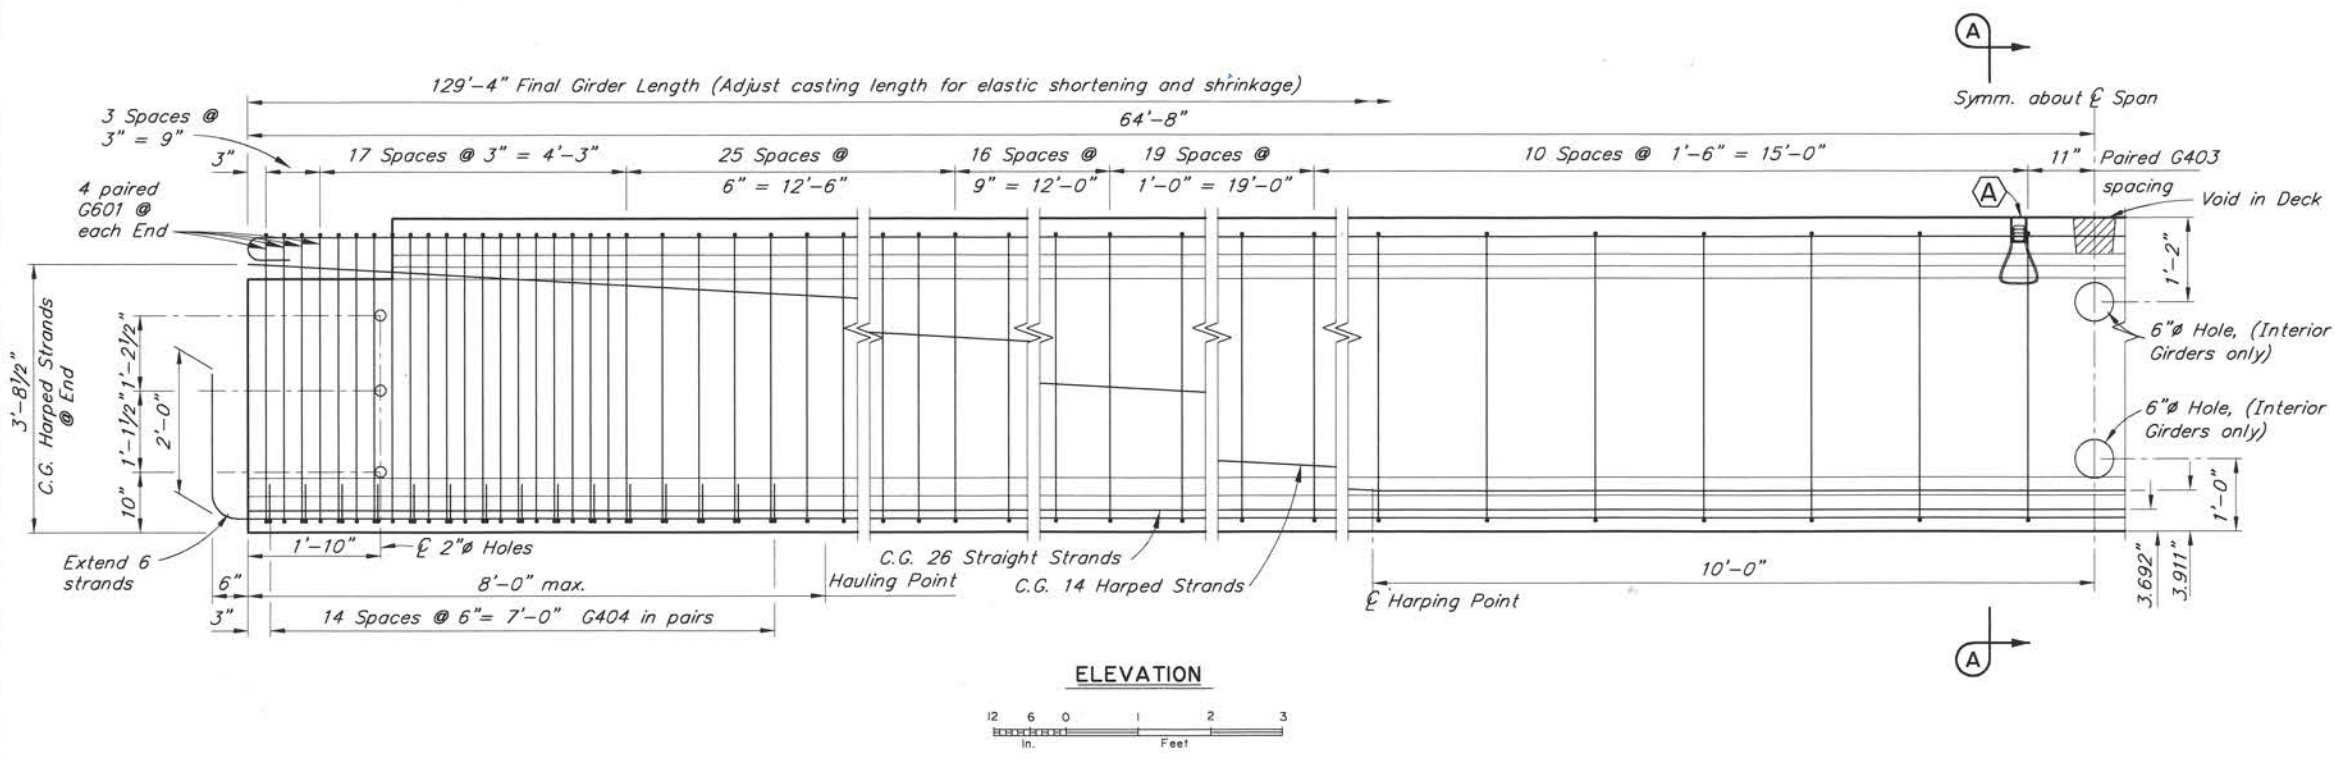 A
129'-4" Final Girder Length (Adjust casting length for elastic shortening and shrinkage)
Symm. about ℄ Span
3 Spaces @
3" = 9"
64'-8"
3"
17 Spaces @ 3" = 4'-3"
25 Spaces @
6" = 12'-6"
16 Spaces @
9" = 12'-0"
19 Spaces @
1'-0" = 19'-0"
10 Spaces @ 1'-6" = 15'-0"
11"
Paired G403
spacing
4 paired
G601 @
each End
A
Void in Deck
1'-2"
6"ø Hole, (Interior
Girders only)
6"ø Hole, (Interior
Girders only)
1'-0"
3'-8½"
C.G. Harped Strands
@ End
1'-2½"
1'-1½"
10"
2'-0"
Extend 6
strands
1'-10"
℄ 2"ø Holes
6"
8'-0" max.
Hauling Point
3"
14 Spaces @ 6"= 7'-0" G404 in pairs
C.G. 26 Straight Strands
C.G. 14 Harped Strands
10'-0"
℄ Harping Point
3.692"
3.911"
A
ELEVATION
12 6 0 1 2 3
In. Feet